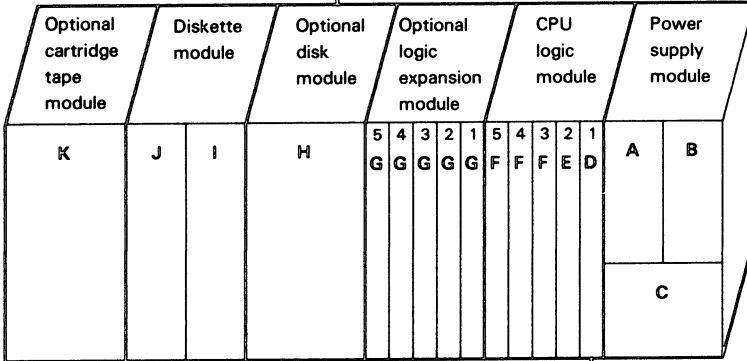 Optional cartridge tape module
Diskette module
Optional disk module
Optional logic expansion module
CPU logic module
Power supply module
K
J
I
H
5 4 3 2 1
G G G G G
5 4 3 2 1
F F F E D
A
B
C